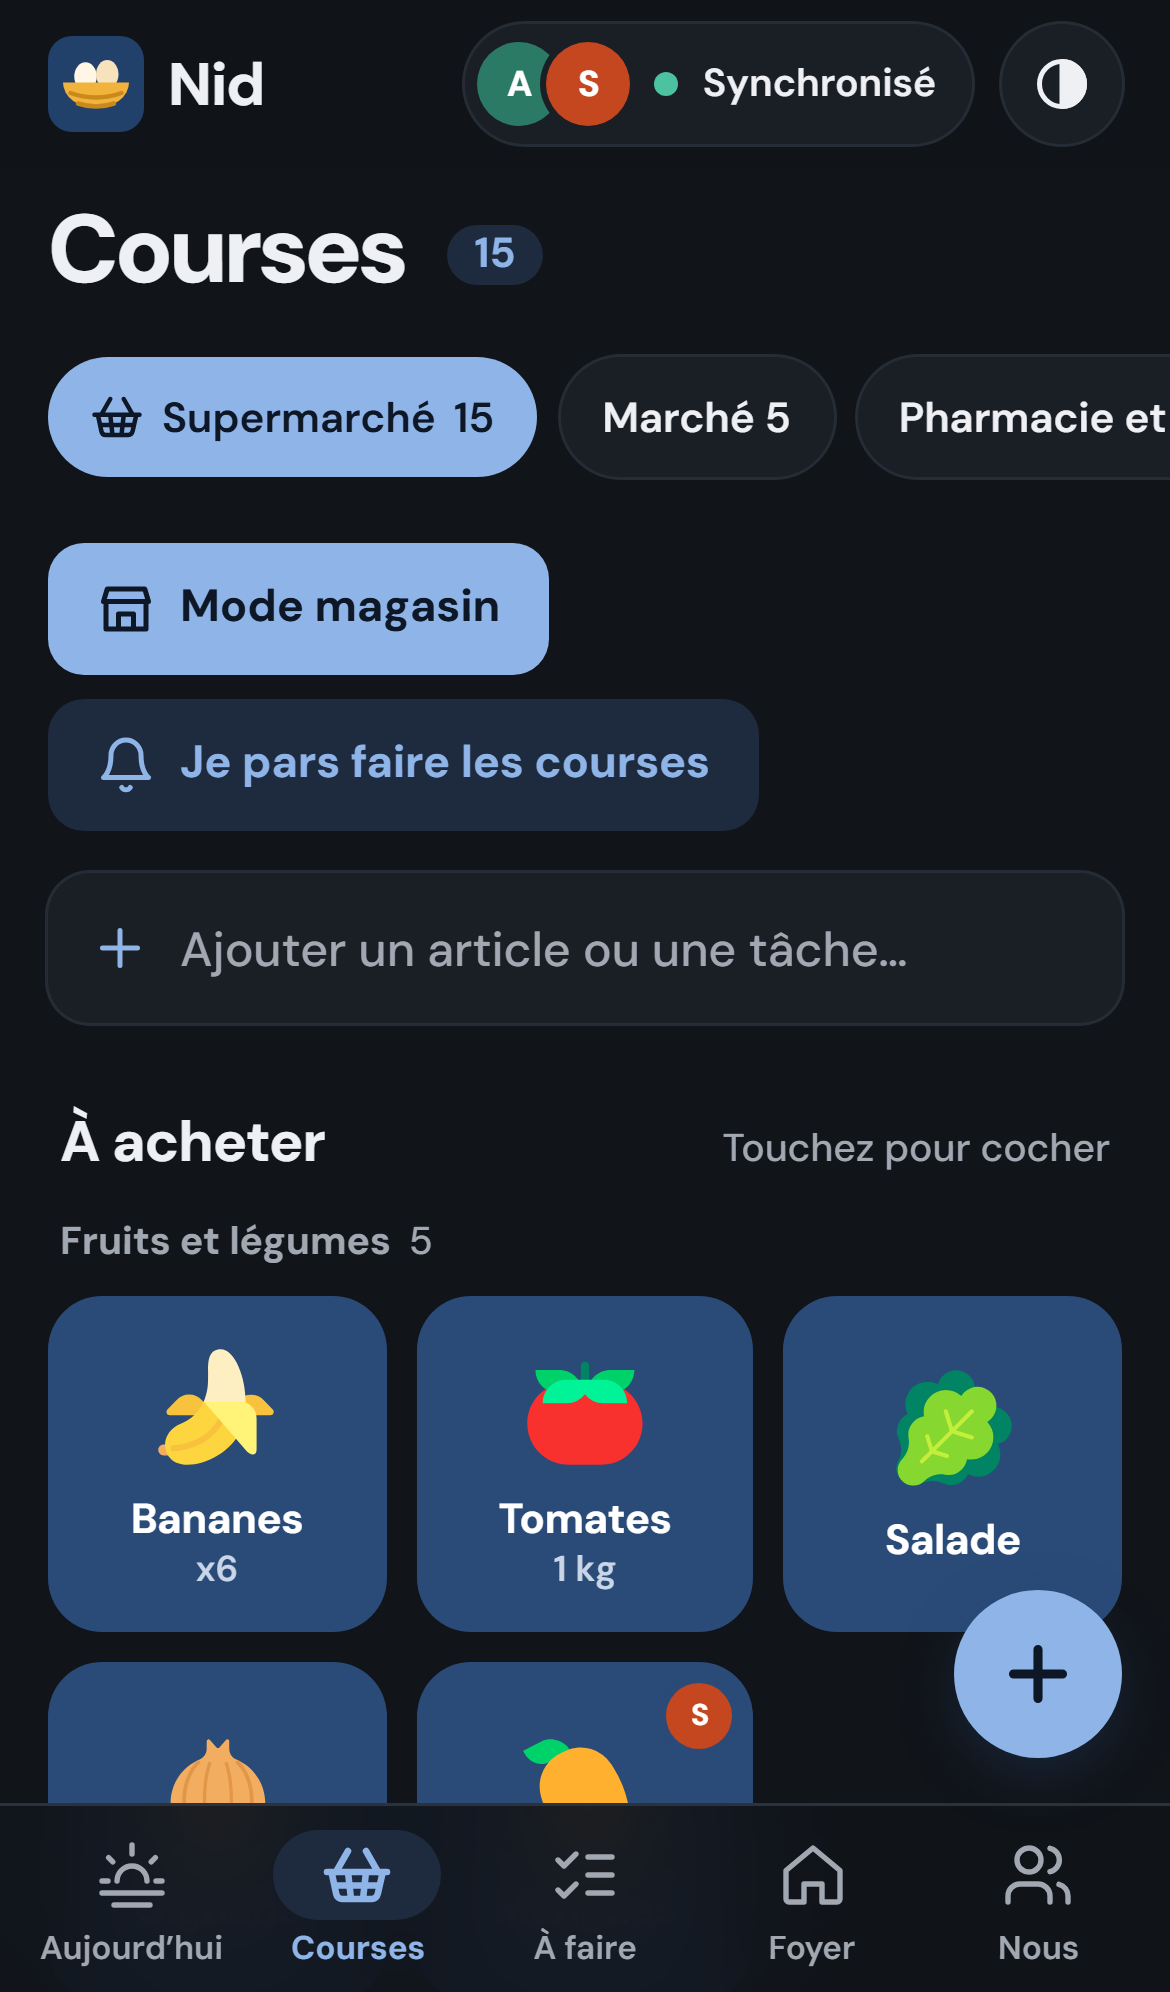 Nid
A S Synchronisé
Courses 15
Supermarché 15
Marché 5
Pharmacie et
Mode magasin
Je pars faire les courses
Ajouter un article ou une tâche...
À acheter
Touchez pour cocher
Fruits et légumes 5
Bananes
x6
Tomates
1 kg
Salade
S
Aujourd’hui
Courses
À faire
Foyer
Nous